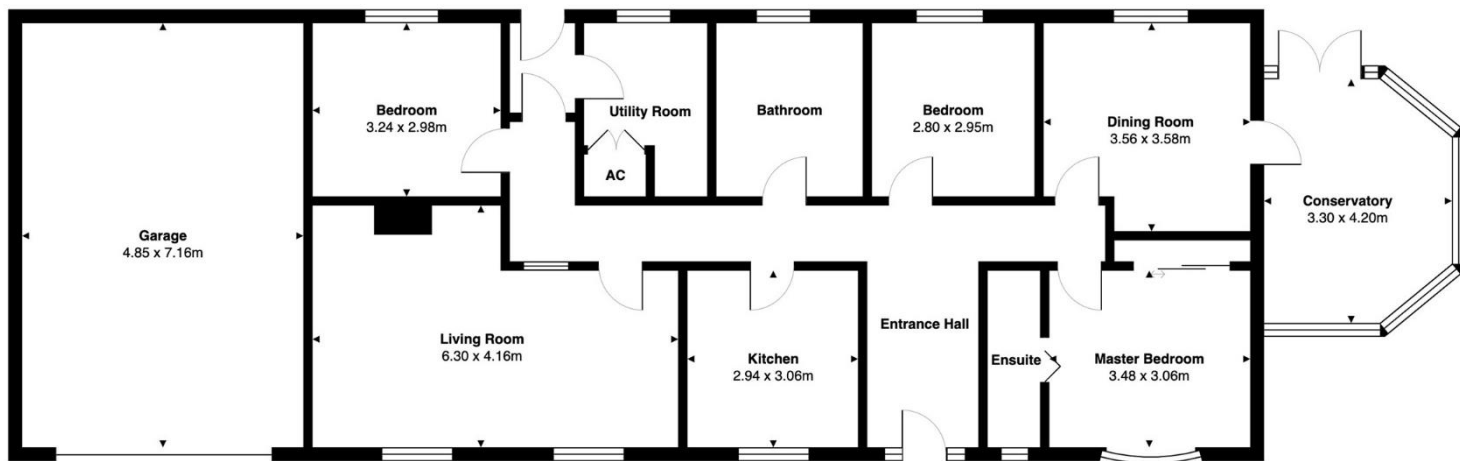 Bedroom
3.24 x 2.98m
Utility Room
AC
Bathroom
Bedroom
2.80 x 2.95m
Dining Room
3.56 x 3.58m
Conservatory
3.30 x 4.20m
Garage
4.85 x 7.16m
Living Room
6.30 x 4.16m
Kitchen
2.94 x 3.06m
Entrance Hall
Ensuite
Master Bedroom
3.48 x 3.06m